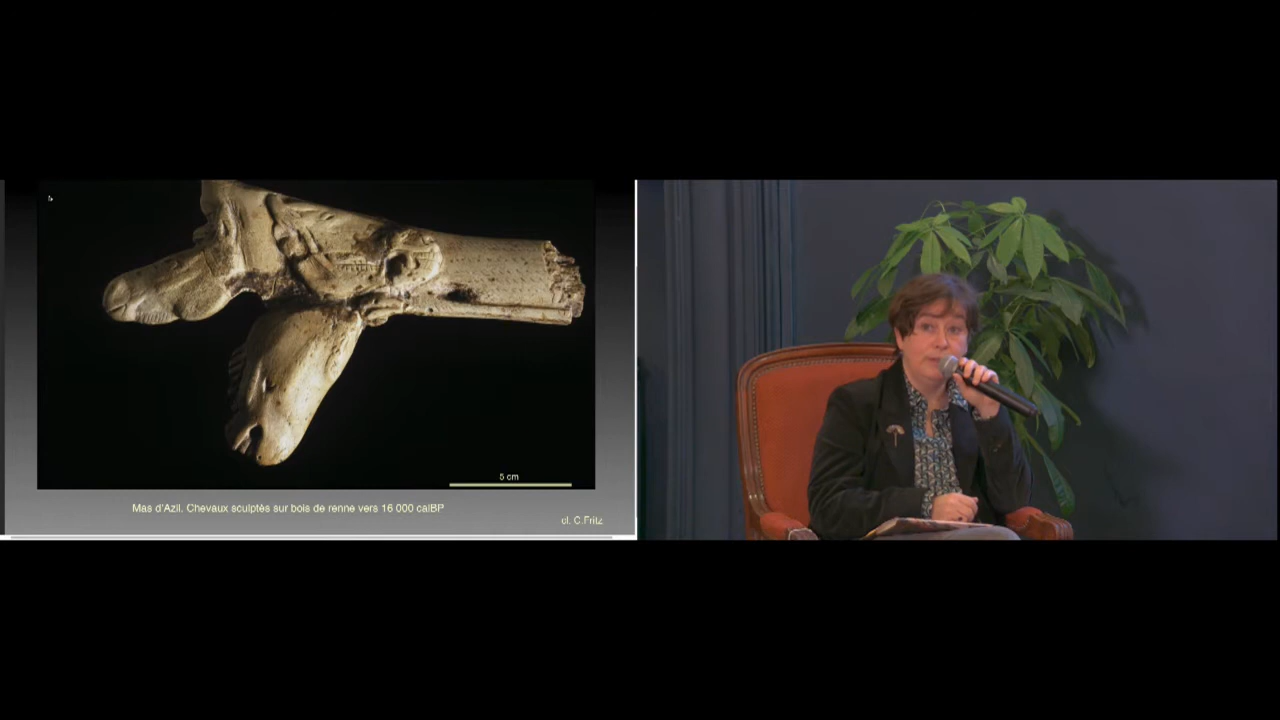 5 cm
Mas d'Azil. Chevaux sculptés sur bois de renne vers 16 000 calBP
cl. C.Fritz